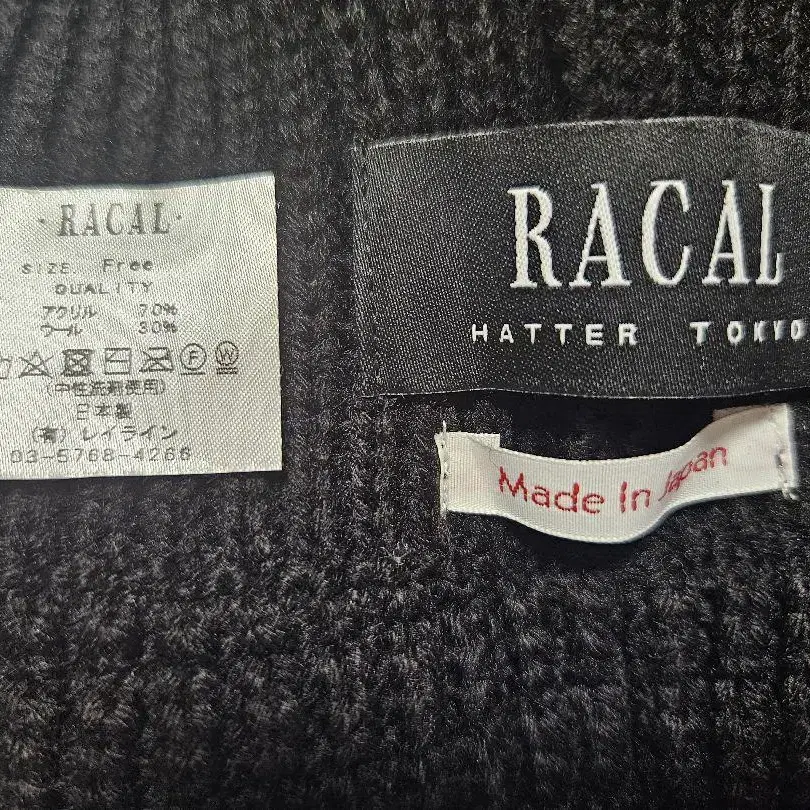 · RACAL ·
SIZE Free
QUALITY
アクリル 70%
ウール 30%
F W
(中性洗剤使用)
日本製
(有)レイライン
03-5768-4266
RACAL
HATTER TOKYO
Made In Japan